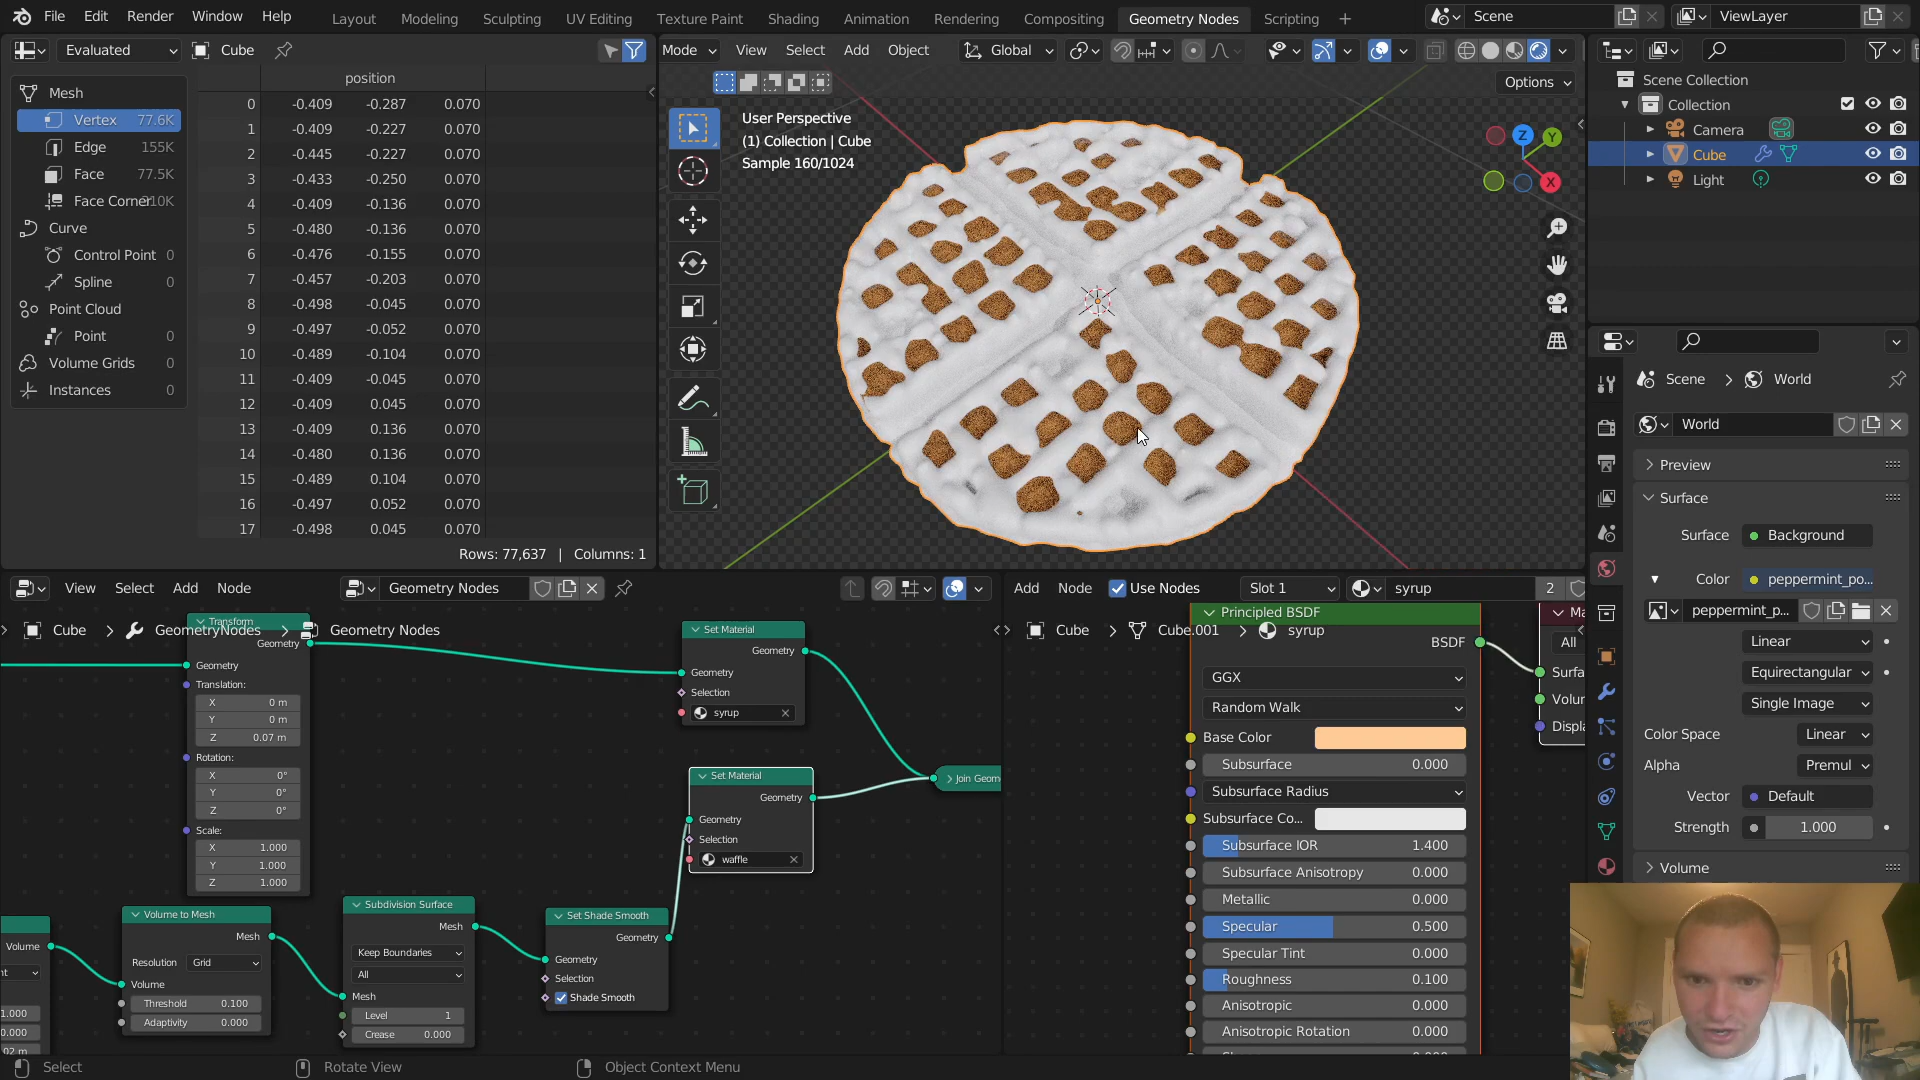 File Edit Render Window Help Layout Modeling Sculpting UV Editing Texture Paint Shading Animation Rendering Compositing Geometry Nodes Scripting + Scene ViewLayer
Evaluated Cube
position
Mesh
Vertex 77.6K
Edge 155K
Face 77.5K
Face Corner
Curve
Control Point 0
Spline 0
Point Cloud
Point 0
Volume Grids 0
Instances 0
0 -0.409 -0.287 0.070
1 -0.409 -0.227 0.070
2 -0.445 -0.227 0.070
3 -0.433 -0.250 0.070
4 -0.409 -0.136 0.070
5 -0.480 -0.136 0.070
6 -0.476 -0.155 0.070
7 -0.457 -0.203 0.070
8 -0.498 -0.045 0.070
9 -0.497 -0.052 0.070
10 -0.489 -0.104 0.070
11 -0.409 -0.045 0.070
12 -0.409 0.045 0.070
13 -0.409 0.136 0.070
14 -0.480 0.136 0.070
15 -0.489 0.104 0.070
16 -0.497 0.052 0.070
17 -0.498 0.045 0.070
Rows: 77,637 | Columns: 1
Mode View Select Add Object Global
Options
User Perspective
(1) Collection | Cube
Sample 160/1024
Z
Y
X
Scene Collection
Collection
Camera
Cube
Light
Scene > World
World
Preview
Surface
Surface Background
Color peppermint_po...
peppermint_p...
Linear
Equirectangular
Single Image
Color Space Linear
Alpha Premul
Vector Default
Strength 1.000
Volume
View Select Add Node Geometry Nodes
Cube > GeometryNodes > Geometry Nodes
Transform
Geometry
Geometry
Translation:
X 0 m
Y 0 m
Z 0.07 m
Rotation:
X 0°
Y 0°
Z 0°
Scale:
X 1.000
Y 1.000
Z 1.000
Set Material
Geometry
Geometry
Selection
syrup
Set Material
Geometry
Geometry
Selection
waffle
Join Geom
Volume
Volume to Mesh
Mesh
Resolution Grid
Volume
Threshold 0.100
Adaptivity 0.000
Subdivision Surface
Mesh
Keep Boundaries
All
Mesh
Level 1
Crease 0.000
Set Shade Smooth
Geometry
Geometry
Selection
Shade Smooth
Add Node Use Nodes Slot 1 syrup 2
Cube > Cube.001 > syrup
Principled BSDF
BSDF
GGX
Random Walk
Base Color
Subsurface 0.000
Subsurface Radius
Subsurface Co...
Subsurface IOR 1.400
Subsurface Anisotropy 0.000
Metallic 0.000
Specular 0.500
Specular Tint 0.000
Roughness 0.100
Anisotropic 0.000
Anisotropic Rotation 0.000
All
Surfa
Volur
Displ
Select Rotate View Object Context Menu